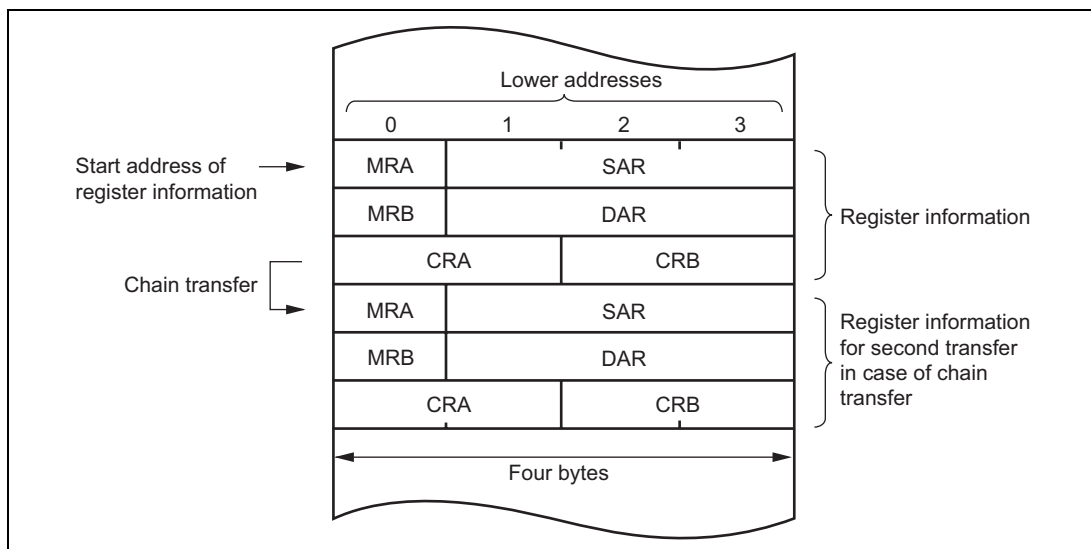 Lower addresses
0 1 2 3
Start address of
register information
MRA SAR
MRB DAR
CRA CRB
Register information
Chain transfer
MRA SAR
MRB DAR
CRA CRB
Register information
for second transfer
in case of chain
transfer
Four bytes